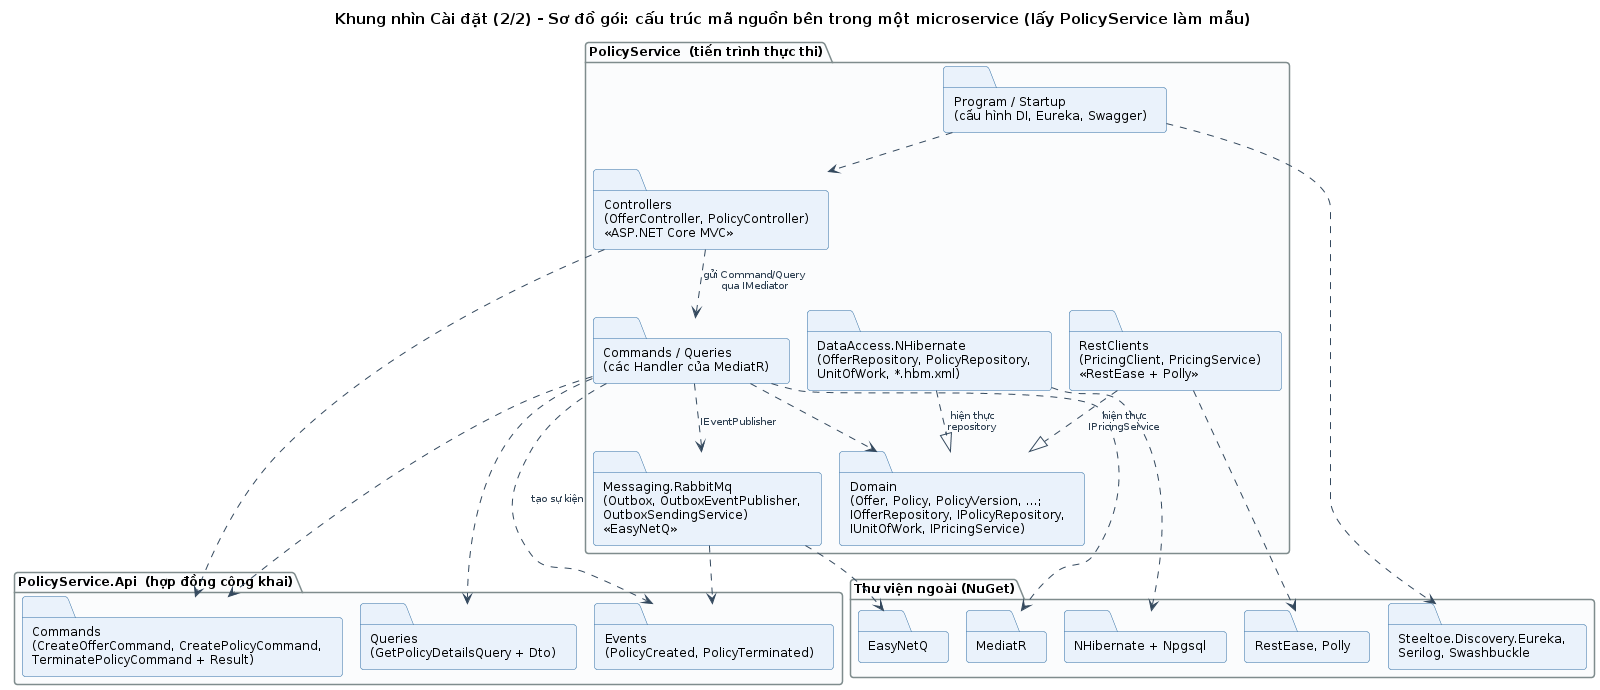 Khung nhìn Cài đặt (2/2) - Sơ đồ gói: cấu trúc mã nguồn bên trong một microservice (lấy PolicyService làm mẫu)
PolicyService (tiến trình thực thi)
Program / Startup
(cấu hình DI, Eureka, Swagger)
Controllers
(OfferController, PolicyController)
«ASP.NET Core MVC»
gửi Command/Query
qua IMediator
Commands / Queries
(các Handler của MediatR)
DataAccess.NHibernate
(OfferRepository, PolicyRepository,
UnitOfWork, *.hbm.xml)
RestClients
(PricingClient, PricingService)
«RestEase + Polly»
IEventPublisher
hiện thực
repository
hiện thực
IPricingService
tạo sự kiện
Messaging.RabbitMq
(Outbox, OutboxEventPublisher,
OutboxSendingService)
«EasyNetQ»
Domain
(Offer, Policy, PolicyVersion, ...;
IOfferRepository, IPolicyRepository,
IUnitOfWork, IPricingService)
PolicyService.Api (hợp đồng công khai)
Commands
(CreateOfferCommand, CreatePolicyCommand,
TerminatePolicyCommand + Result)
Queries
(GetPolicyDetailsQuery + Dto)
Events
(PolicyCreated, PolicyTerminated)
Thư viện ngoài (NuGet)
EasyNetQ
MediatR
NHibernate + Npgsql
RestEase, Polly
Steeltoe.Discovery.Eureka,
Serilog, Swashbuckle